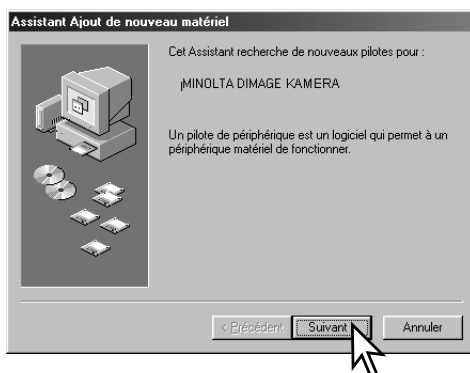 Assistant Ajout de nouveau matériel
Cet Assistant recherche de nouveaux pilotes pour :
MINOLTA DIMAGE KAMERA
Un pilote de périphérique est un logiciel qui permet à un
périphérique matériel de fonctionner.
< Précédent
Suivant
Annuler